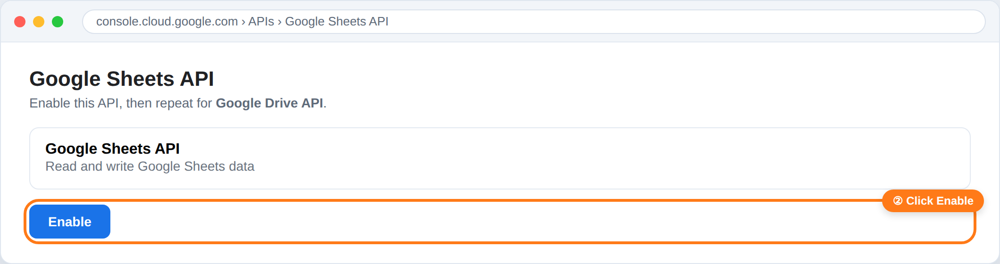 console.cloud.google.com › APIs › Google Sheets API
Google Sheets API
Enable this API, then repeat for Google Drive API.
Google Sheets API
Read and write Google Sheets data
② Click Enable
Enable